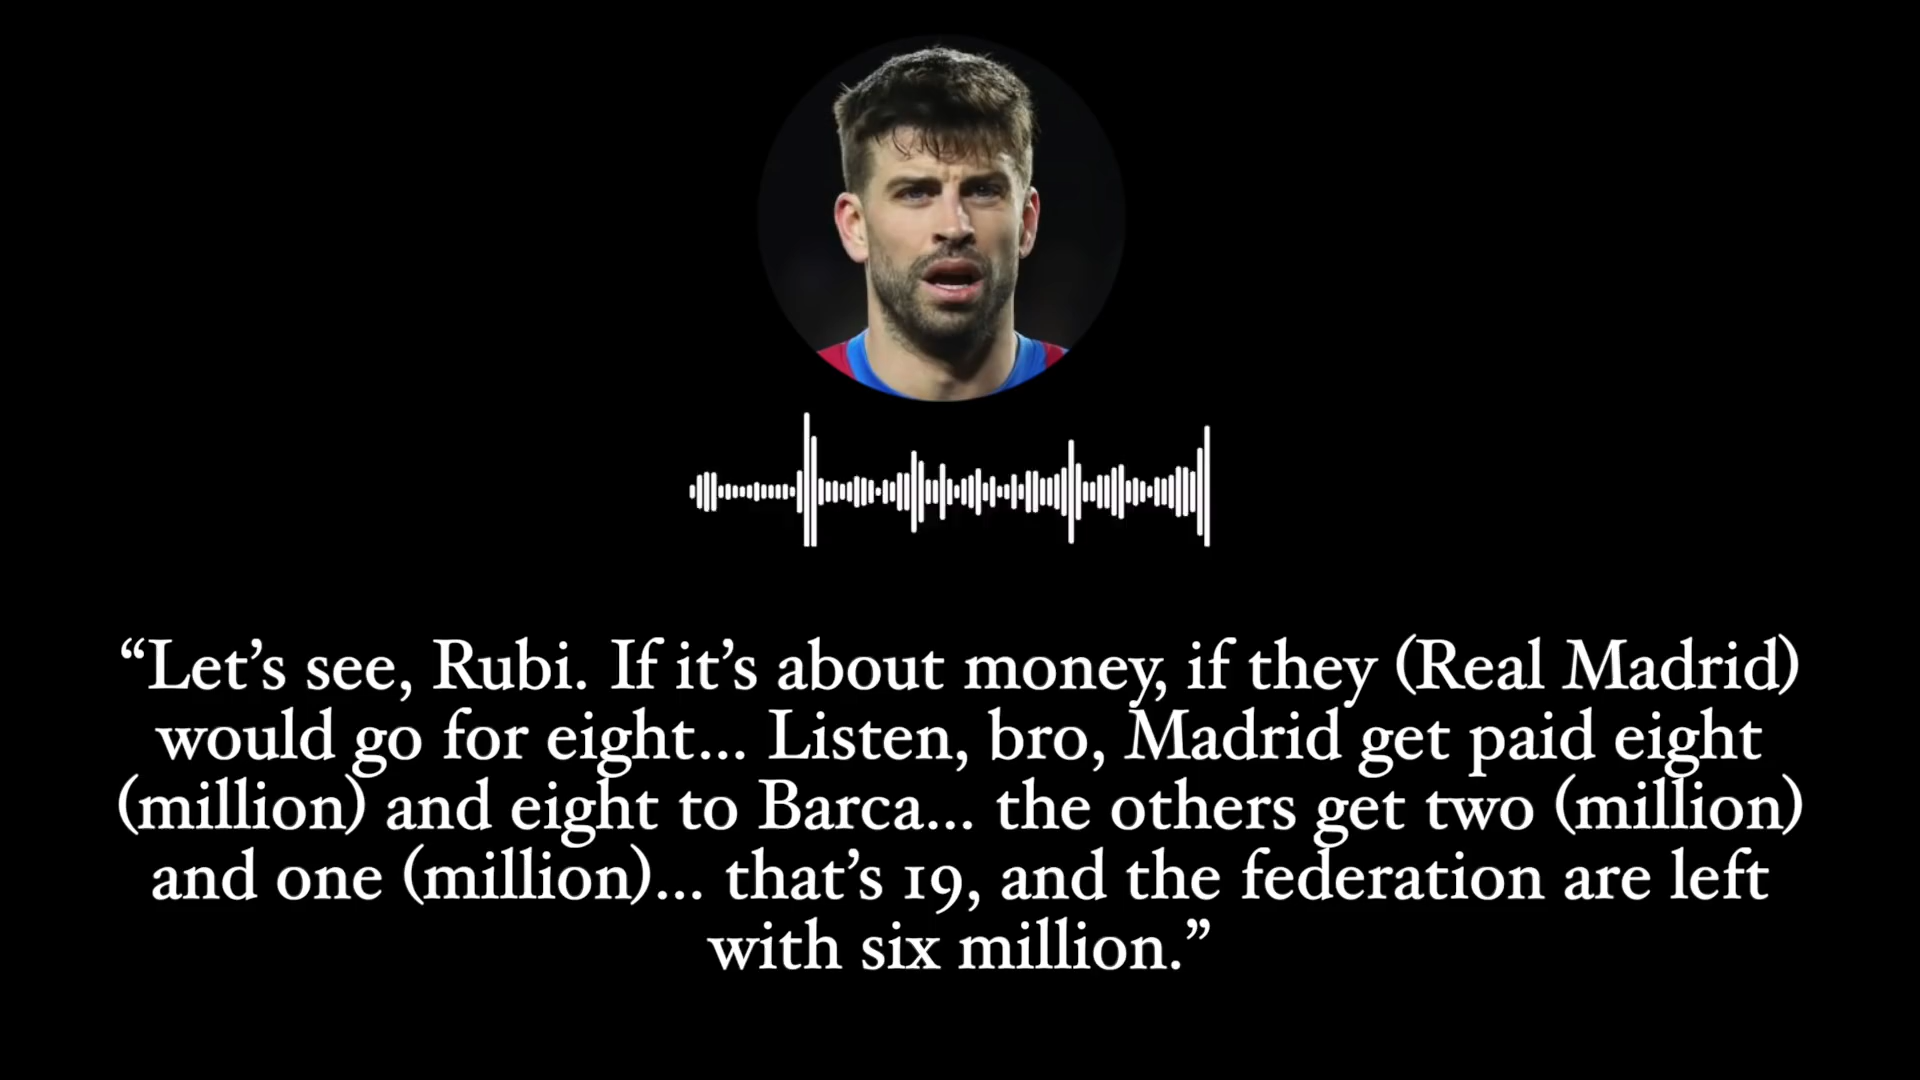 “Let’s see, Rubi. If it’s about money, if they (Real Madrid)
would go for eight... Listen, bro, Madrid get paid eight
(million) and eight to Barca... the others get two (million)
and one (million)... that’s 19, and the federation are left
with six million.”